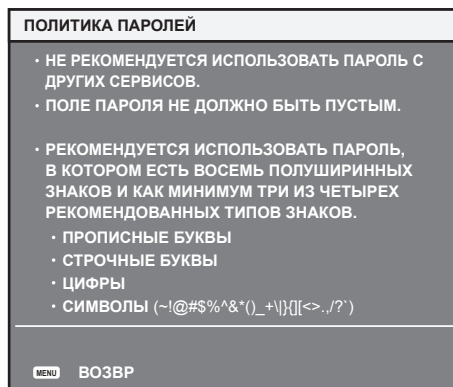 ПОЛИТИКА ПАРОЛЕЙ
· НЕ РЕКОМЕНДУЕТСЯ ИСПОЛЬЗОВАТЬ ПАРОЛЬ С
ДРУГИХ СЕРВИСОВ.
· ПОЛЕ ПАРОЛЯ НЕ ДОЛЖНО БЫТЬ ПУСТЫМ.
· РЕКОМЕНДУЕТСЯ ИСПОЛЬЗОВАТЬ ПАРОЛЬ,
В КОТОРОМ ЕСТЬ ВОСЕМЬ ПОЛУШИРИННЫХ
ЗНАКОВ И КАК МИНИМУМ ТРИ ИЗ ЧЕТЫРЕХ
РЕКОМЕНДОВАННЫХ ТИПОВ ЗНАКОВ.
· ПРОПИСНЫЕ БУКВЫ
· СТРОЧНЫЕ БУКВЫ
· ЦИФРЫ
· СИМВОЛЫ (~!@#$%^&*()_+\|}{][<>.,/?`)
MENU ВОЗВР